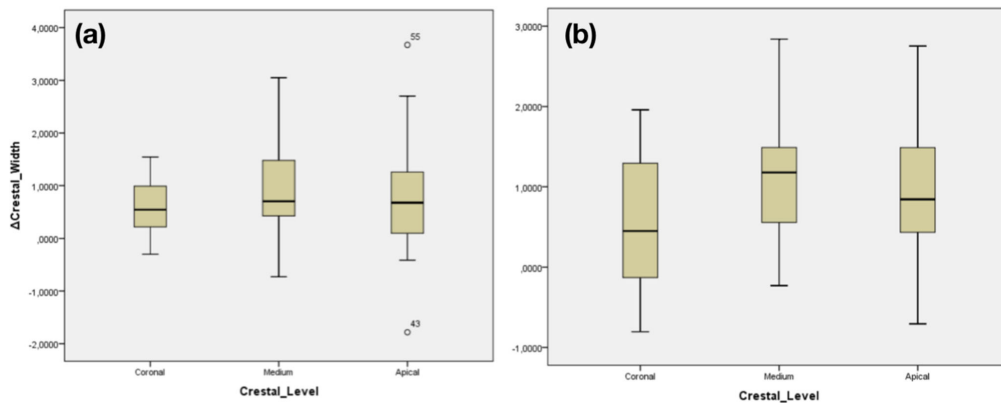 (a)
ΔCrestal_Width
4,0000
3,0000
2,0000
1,0000
,0000
-1,0000
-2,0000
55
43
Coronal Medium Apical
Crestal_Level
(b)
3,0000
2,0000
1,0000
,0000
-1,0000
Coronal Medium Apical
Crestal_Level